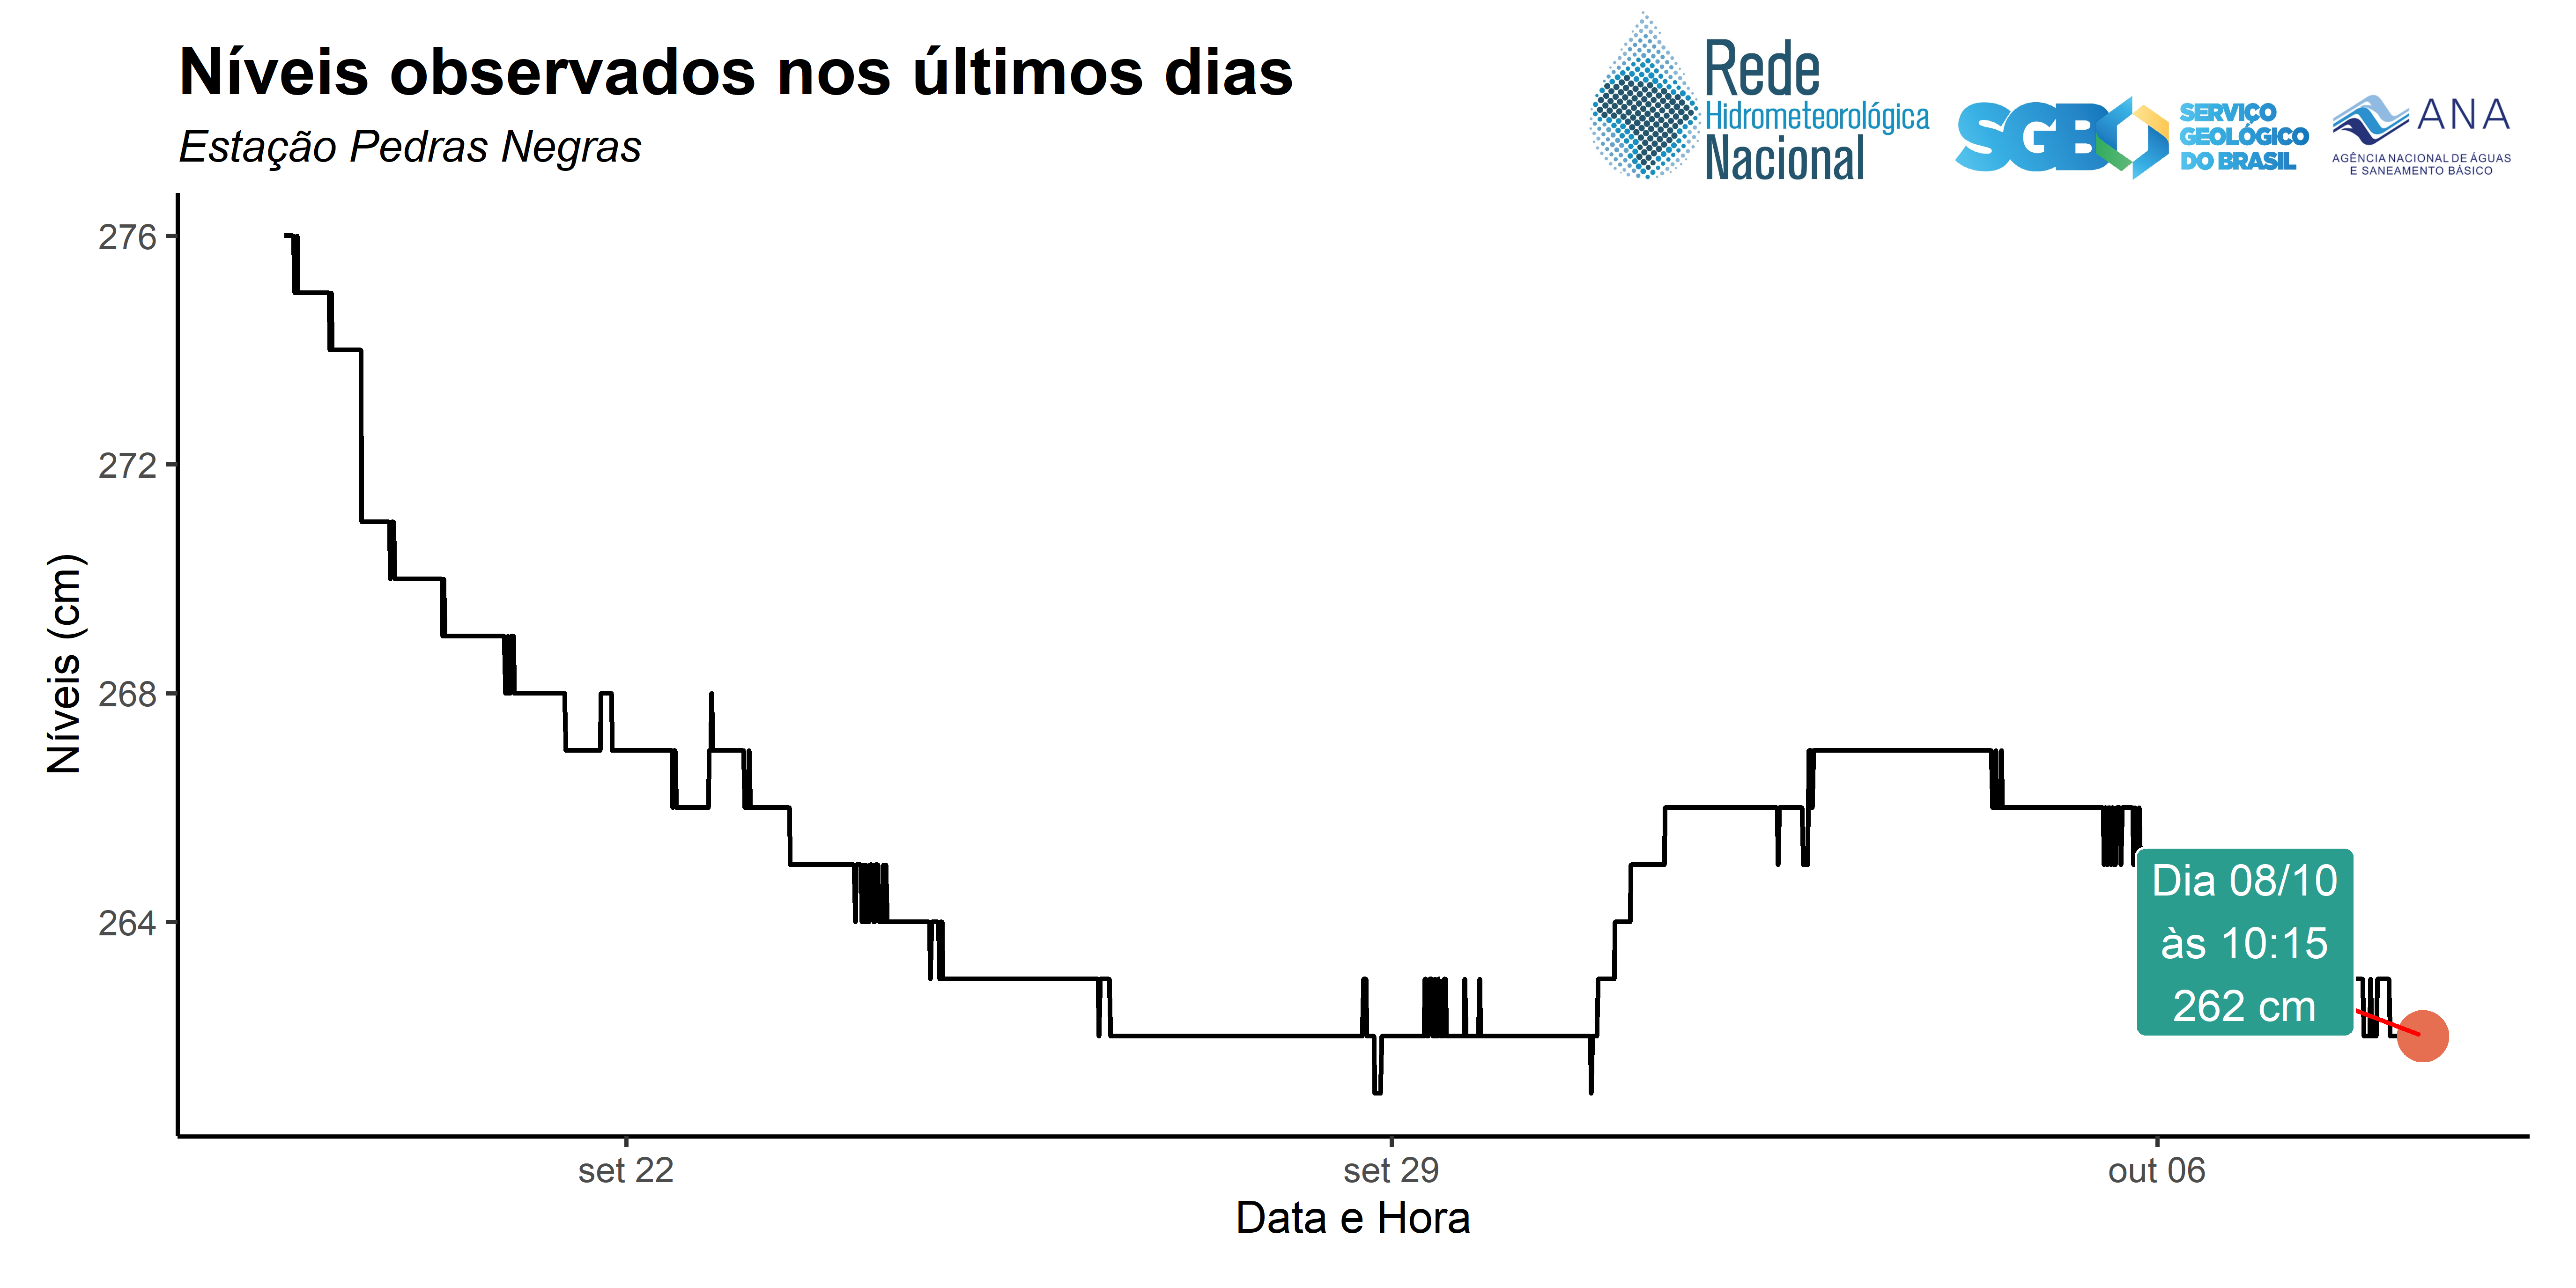 Níveis observados nos últimos dias
Estação Pedras Negras
Rede
Hidrometeorológica
Nacional
SGB
SERVIÇO
GEOLÓGICO
DO BRASIL
ANA
AGÊNCIA NACIONAL DE ÁGUAS
E SANEAMENTO BÁSICO
276
272
268
264
Níveis (cm)
Dia 08/10
às 10:15
262 cm
set 22
set 29
out 06
Data e Hora